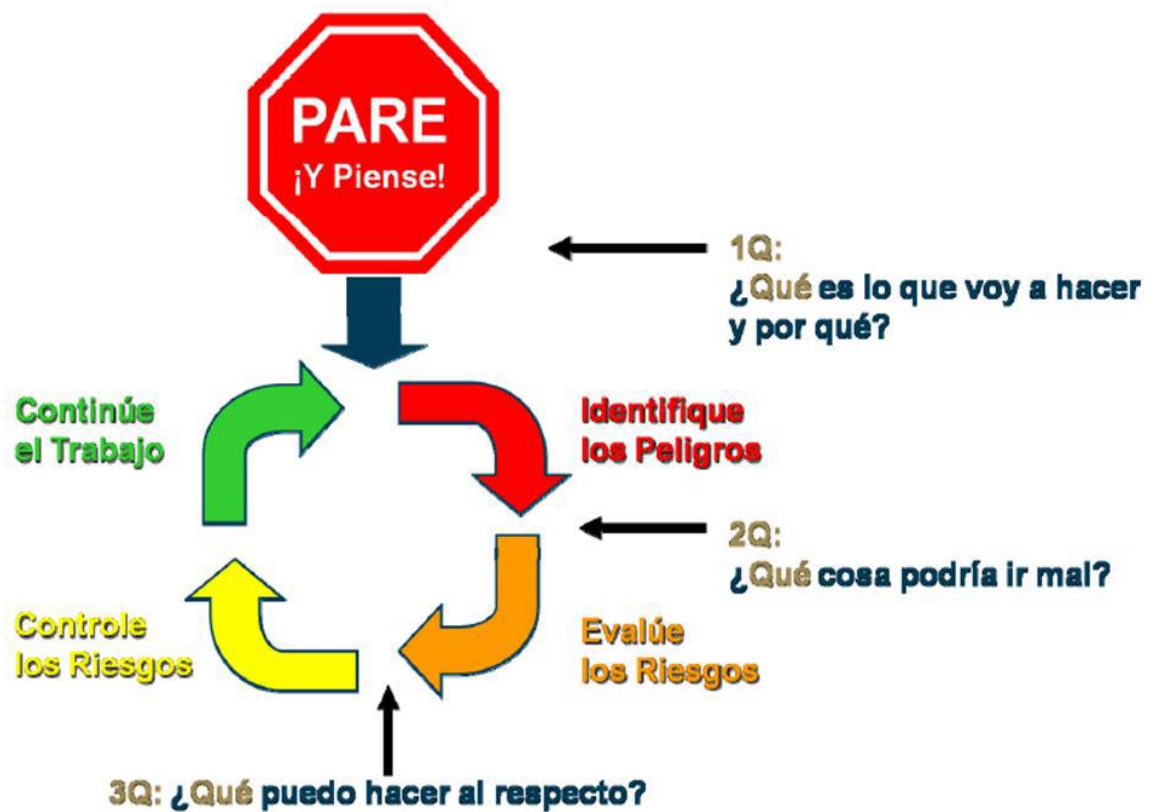 PARE
¡Y Piense!
1Q:
¿Qué es lo que voy a hacer
y por qué?
Continúe
el Trabajo
Identifique
los Peligros
2Q:
¿Qué cosa podría ir mal?
Controle
los Riesgos
Evalúe
los Riesgos
3Q: ¿Qué puedo hacer al respecto?